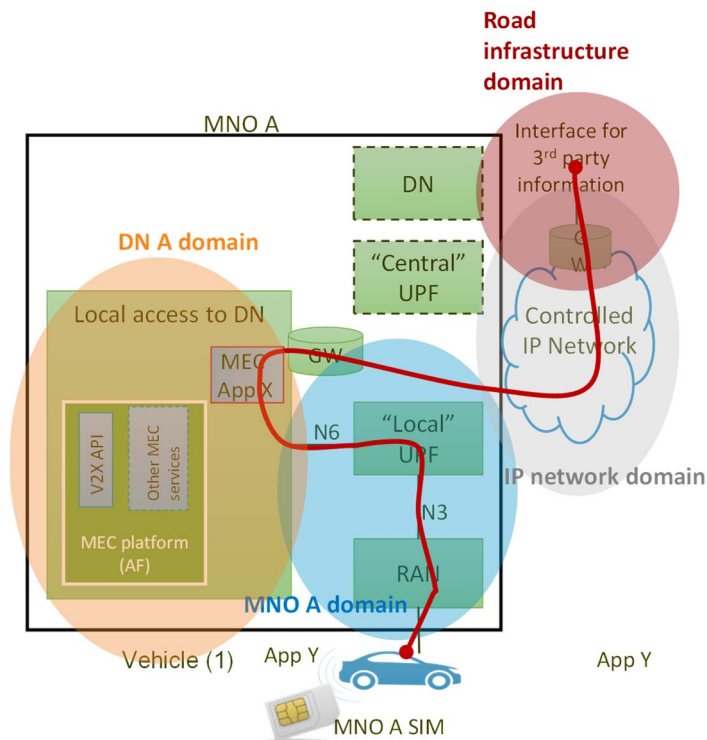 Road
infrastructure
domain
MNO A
Interface for
3rd party
information
DN
GW
DN A domain
"Central"
UPF
Local access to DN
Controlled
IP Network
GW
MEC
App X
"Local"
UPF
N6
V2X API
Other MEC
services
IP network domain
N3
MEC platform
(AF)
RAN
MNO A domain
Vehicle (1)
App Y
App Y
MNO A SIM